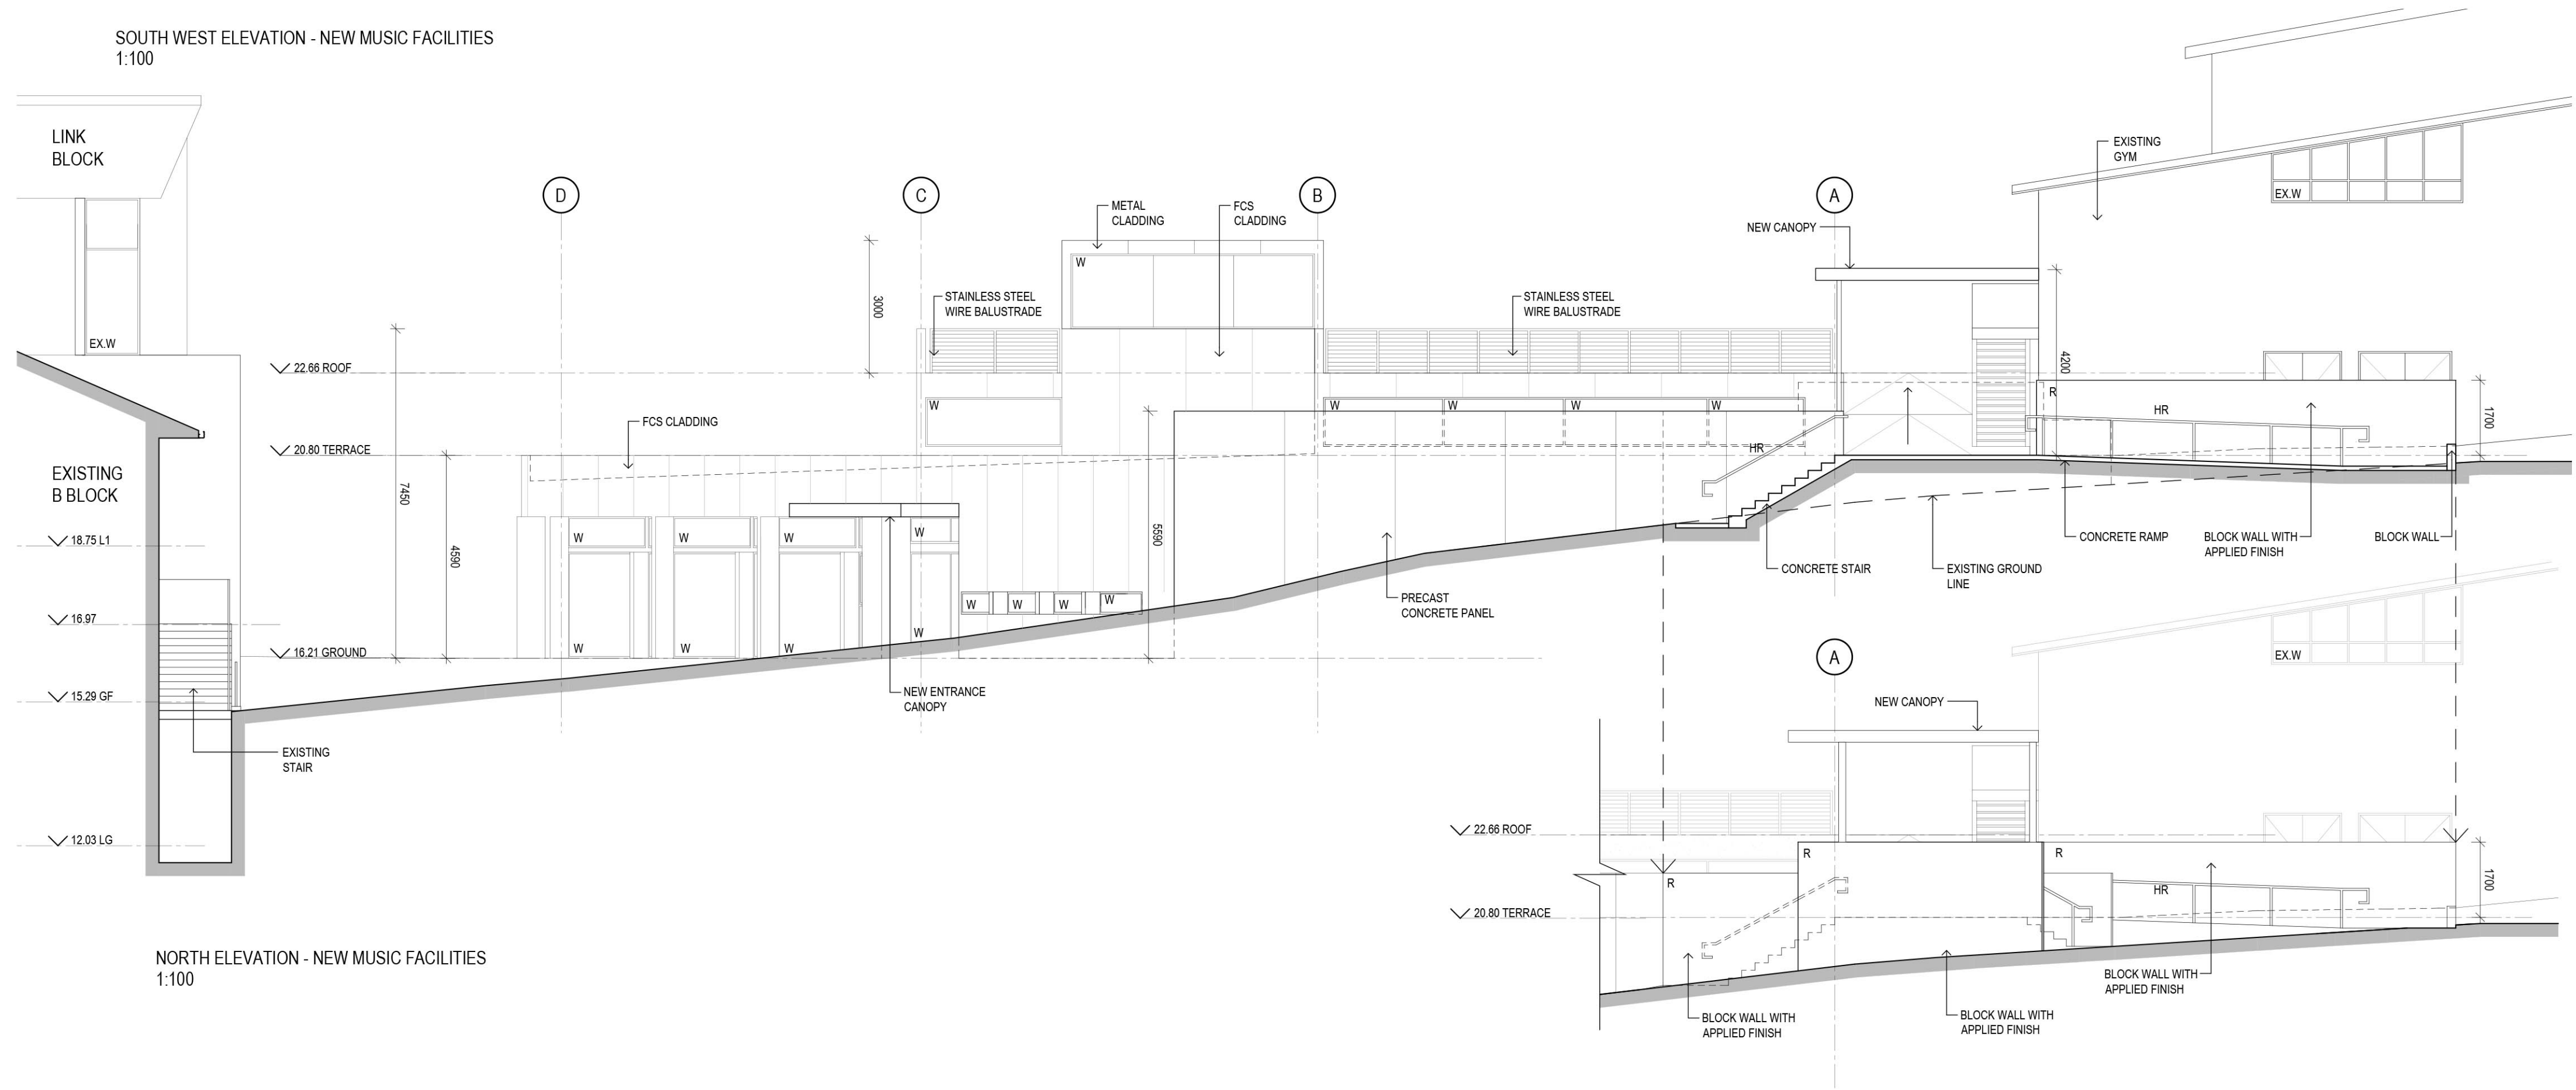 SOUTH WEST ELEVATION - NEW MUSIC FACILITIES
1:100
LINK
BLOCK
EX.W
EXISTING
B BLOCK
18.75 L1
16.97
15.29 GF
12.03 LG
EXISTING
STAIR
22.66 ROOF
20.80 TERRACE
16.21 GROUND
7450
4590
D
C
B
A
3000
METAL
CLADDING
FCS
CLADDING
NEW CANOPY
EXISTING
GYM
EX.W
STAINLESS STEEL
WIRE BALUSTRADE
STAINLESS STEEL
WIRE BALUSTRADE
W
W
W
W
W
W
FCS CLADDING
5590
4200
R
HR
HR
1700
W
W
W
W
W
W
W
W
W
W
W
W
NEW ENTRANCE
CANOPY
PRECAST
CONCRETE PANEL
CONCRETE STAIR
EXISTING GROUND
LINE
CONCRETE RAMP
BLOCK WALL WITH
APPLIED FINISH
BLOCK WALL
A
EX.W
NEW CANOPY
22.66 ROOF
20.80 TERRACE
R
R
R
HR
1700
BLOCK WALL WITH
APPLIED FINISH
BLOCK WALL WITH
APPLIED FINISH
BLOCK WALL WITH
APPLIED FINISH
NORTH ELEVATION - NEW MUSIC FACILITIES
1:100